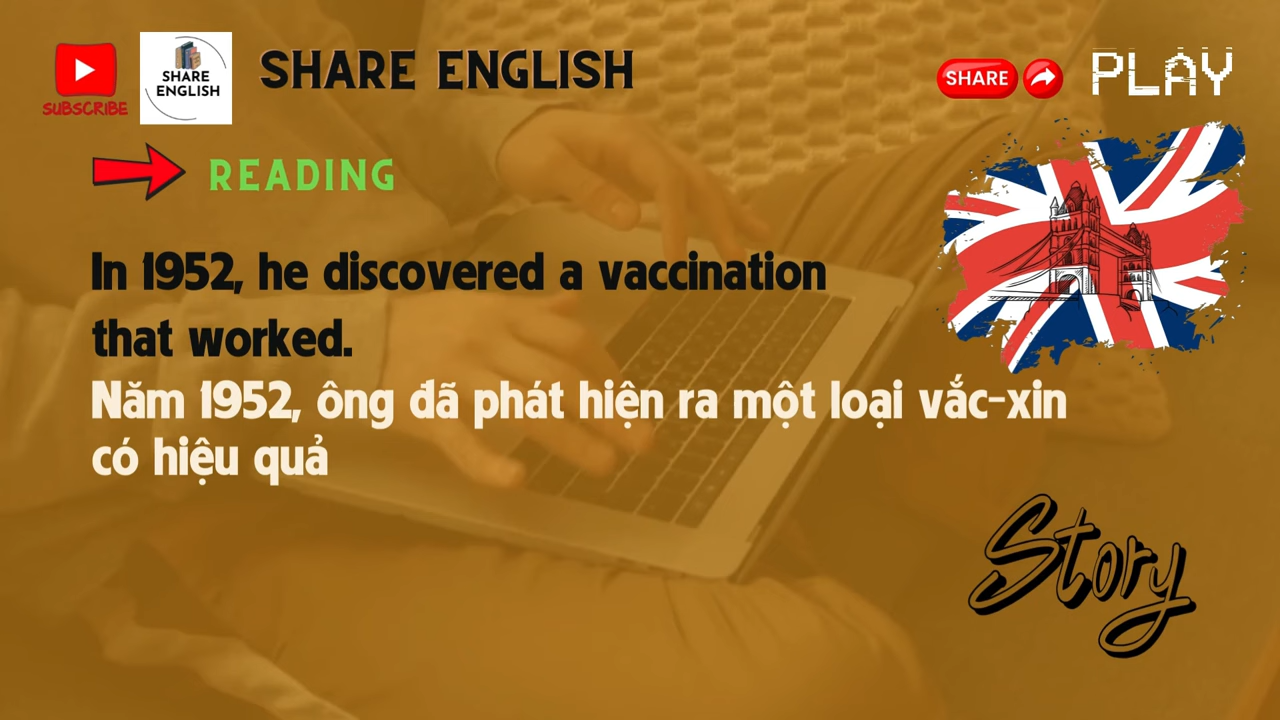 SUBSCRIBE
SHARE
ENGLISH
SHARE ENGLISH
SHARE
PLAY
READING
In 1952, he discovered a vaccination
that worked.
Năm 1952, ông đã phát hiện ra một loại vắc-xin
có hiệu quả
Story